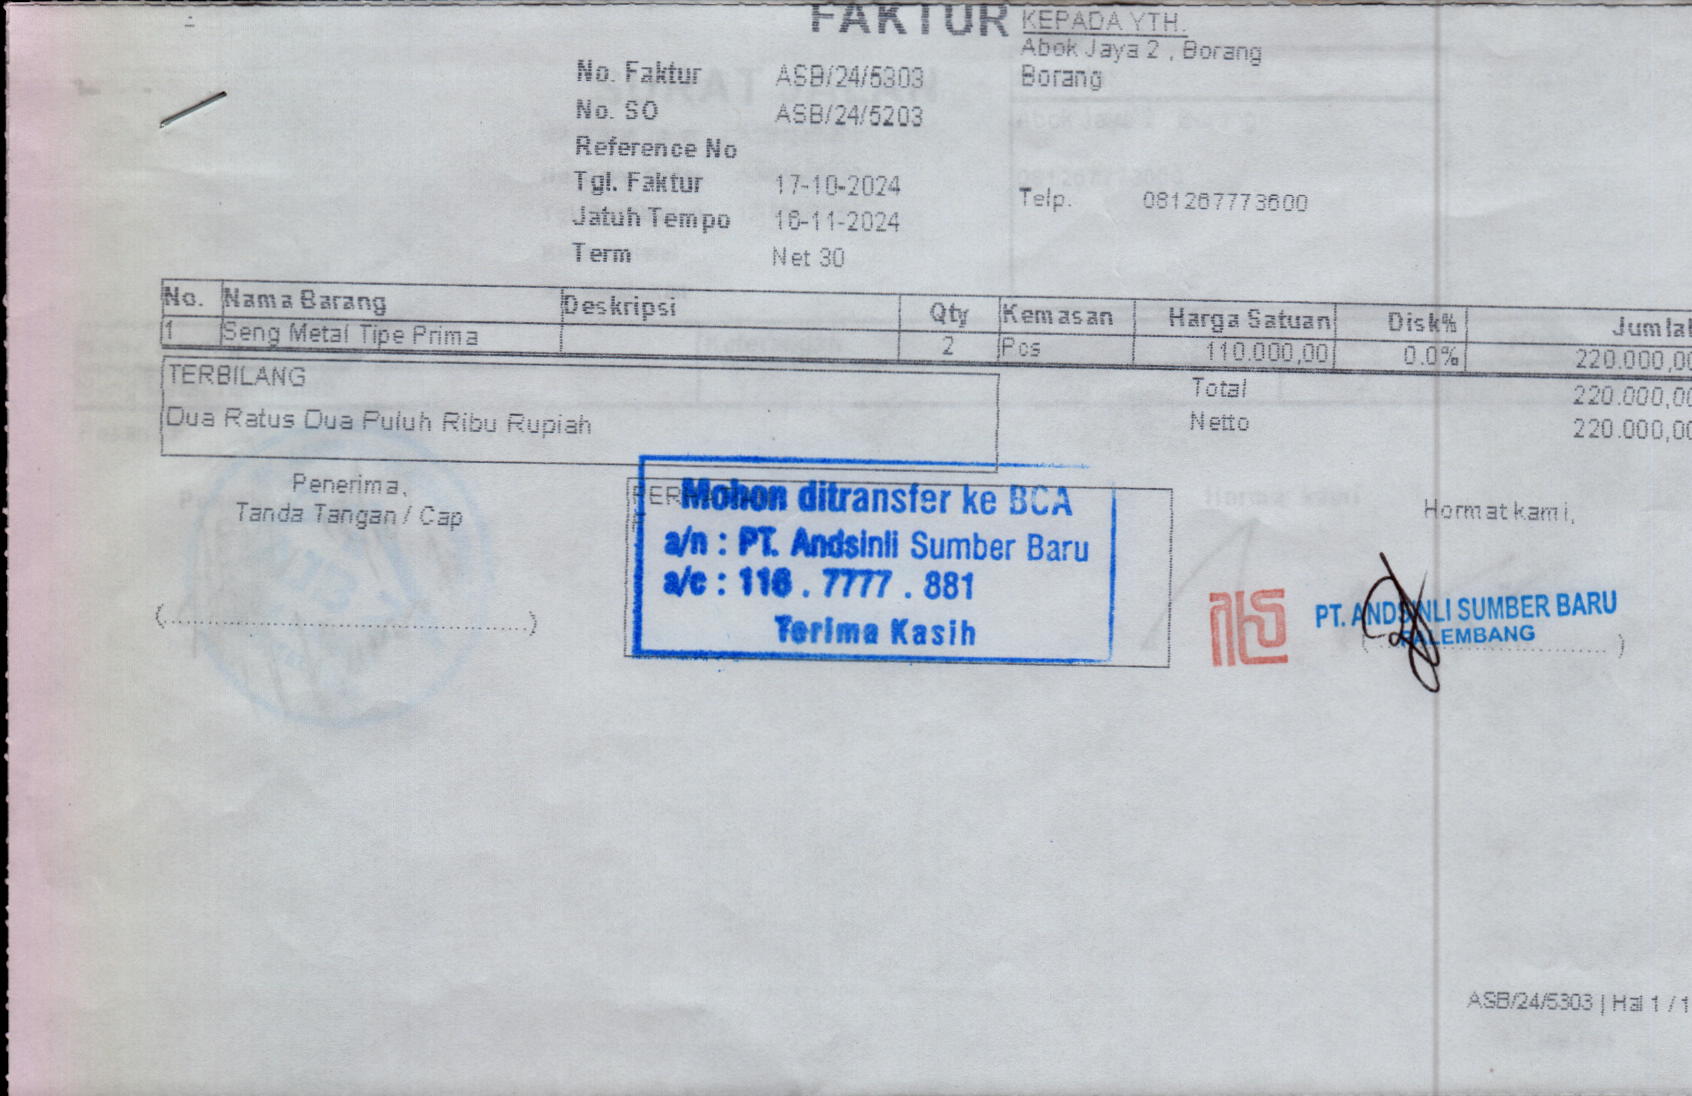 FAKTUR
KEPADA YTH.
Abok Jaya 2 , Borang
Borang
Telp. 081267773600
No. Faktur ASB/24/5303
No. SO ASB/24/5203
Reference No
Tgl. Faktur 17-10-2024
Jatuh Tempo 16-11-2024
Term Net 30
No. Nama Barang Deskripsi Qty Kemasan Harga Satuan Disk% Jumlah
1 Seng Metal Tipe Prima 2 Pcs 110.000,00 0.0% 220.000,00
TERBILANG
Dua Ratus Dua Puluh Ribu Rupiah
Total 220.000,00
Netto 220.000,00
Penerima,
Tanda Tangan / Cap
(..............................)
Mohon ditransfer ke BCA
a/n : PT. Andsinli Sumber Baru
a/c : 116 . 7777 . 881
Terima Kasih
Hormat kami,
PT. ANDSINLI SUMBER BARU
PALEMBANG
ASB/24/5303 | Hal 1 / 1